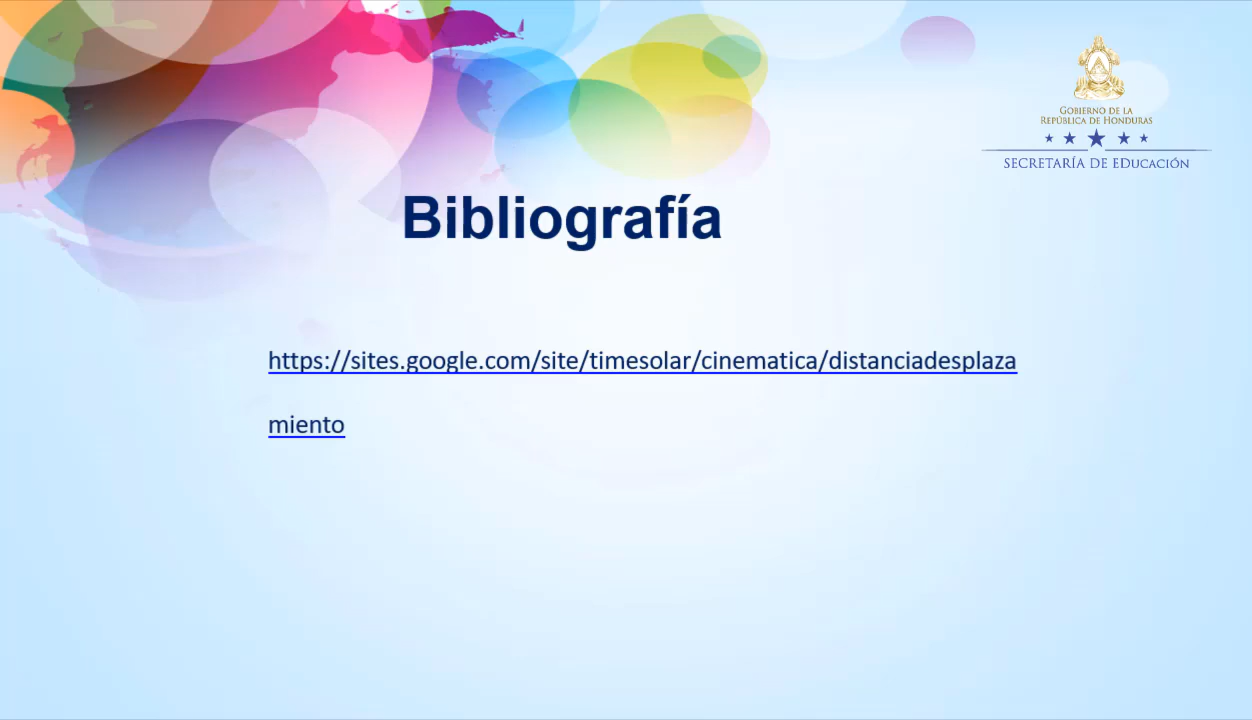 GOBIERNO DE LA
REPÚBLICA DE HONDURAS
SECRETARÍA DE EDUCACIÓN
Bibliografía
https://sites.google.com/site/timesolar/cinematica/distanciadesplaza
miento